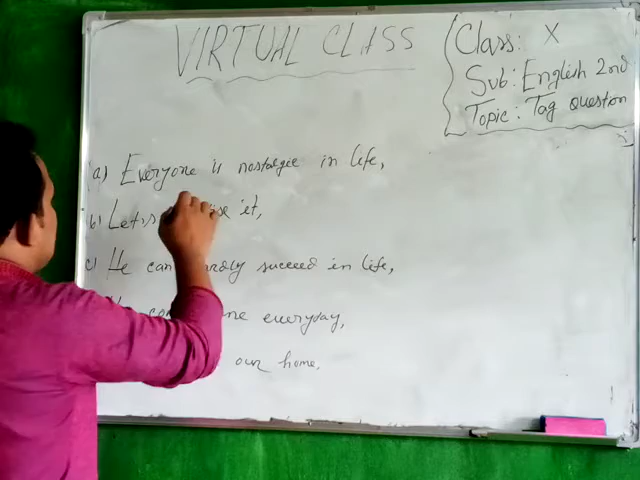 VIRTUAL CLASS
Class: X
Sub: English 2nd
Topic: Tag question
(a) Everyone is nostalgic in life,
b) Let's it,
c) He can hardly succeed in life,
everyday,
our home.